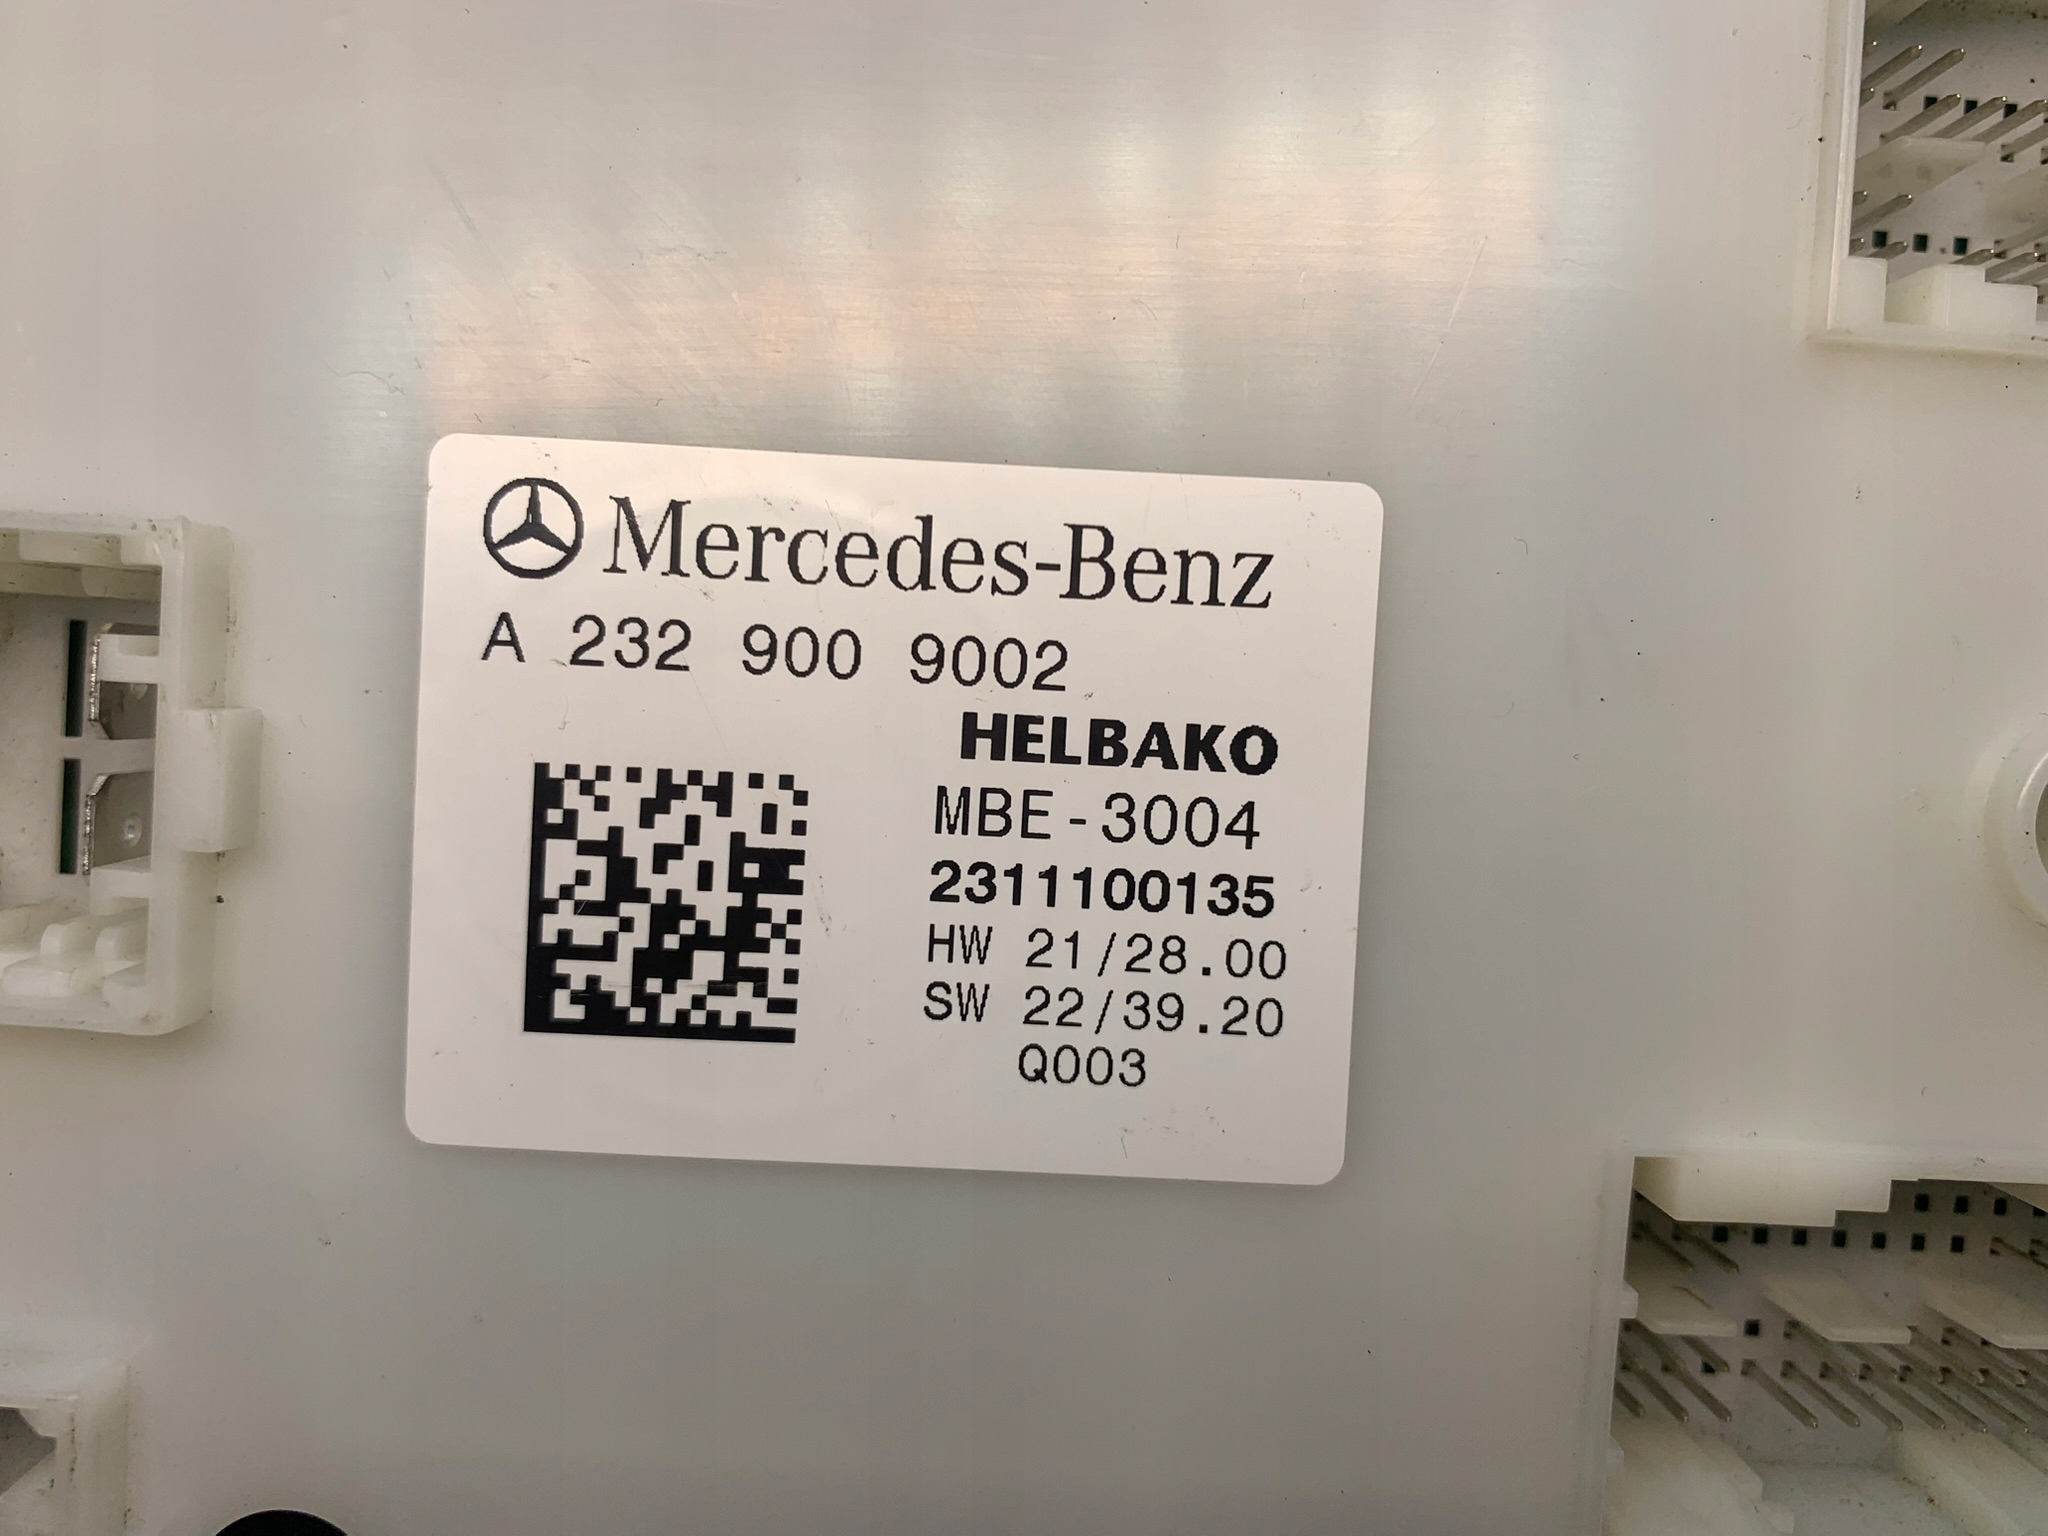 Mercedes-Benz
A 232 900 9002
HELBAKO
MBE-3004
2311100135
HW 21/28.00
SW 22/39.20
Q003